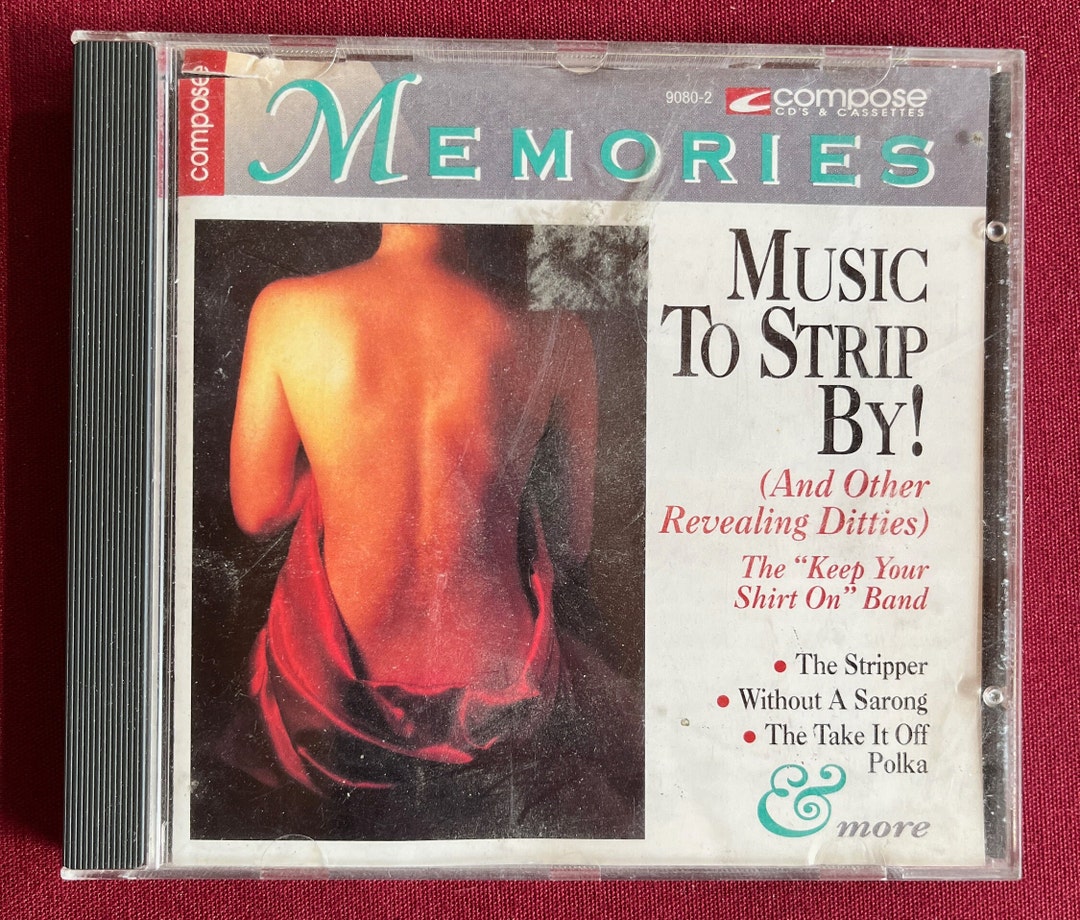 compose
9080-2 compose®
CD'S & CASSETTES
MEMORIES
MUSIC
TO STRIP
BY!
(And Other
Revealing Ditties)
The “Keep Your
Shirt On” Band
• The Stripper
• Without A Sarong
• The Take It Off
Polka
& more